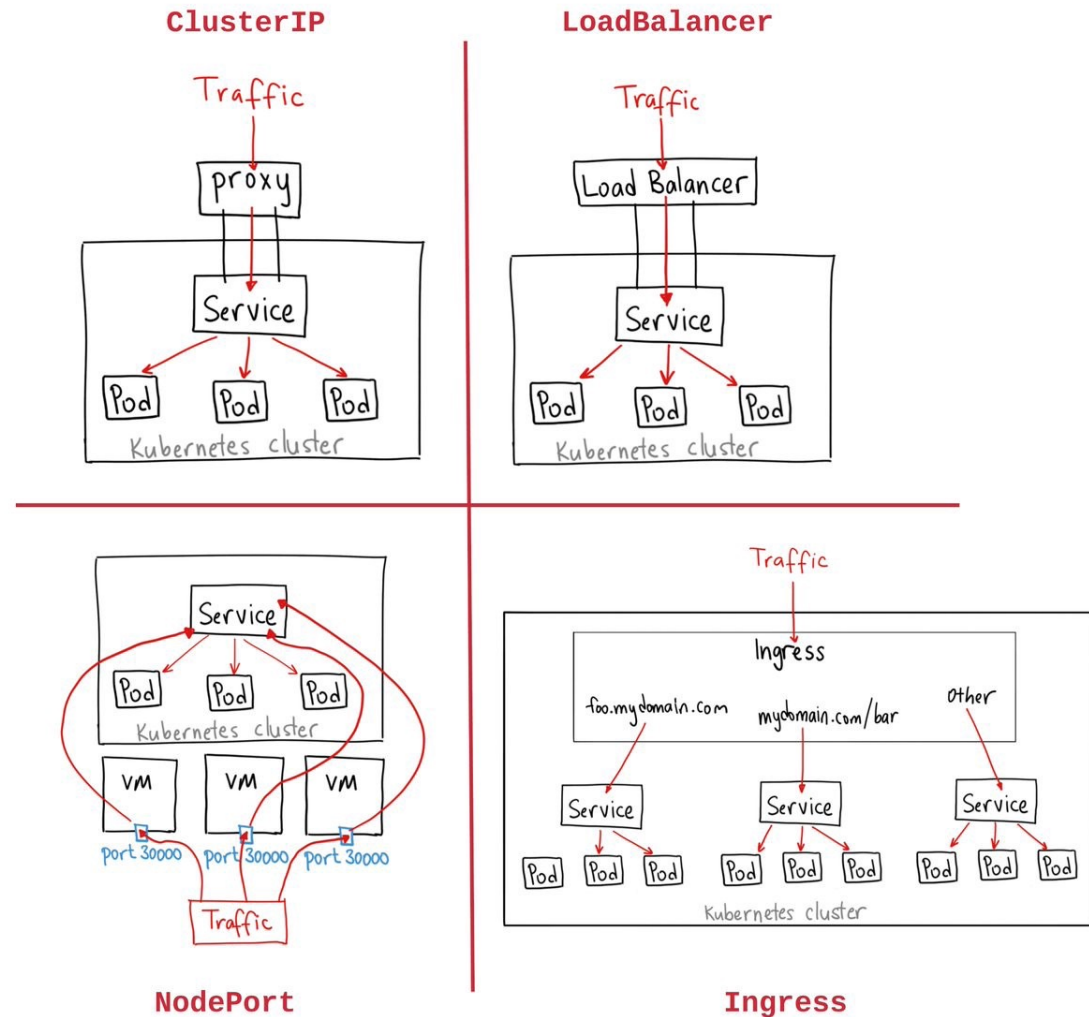 ClusterIP
Traffic
proxy
Service
Pod Pod Pod
Kubernetes cluster
LoadBalancer
Traffic
Load Balancer
Service
Pod Pod Pod
Kubernetes cluster
Service
Pod Pod Pod
Kubernetes cluster
VM VM VM
port 30000 port 30000 port 30000
Traffic
NodePort
Traffic
Ingress
foo.mydomain.com mydomain.com/bar Other
Service Service Service
Pod Pod Pod Pod Pod Pod Pod Pod Pod
Kubernetes cluster
Ingress